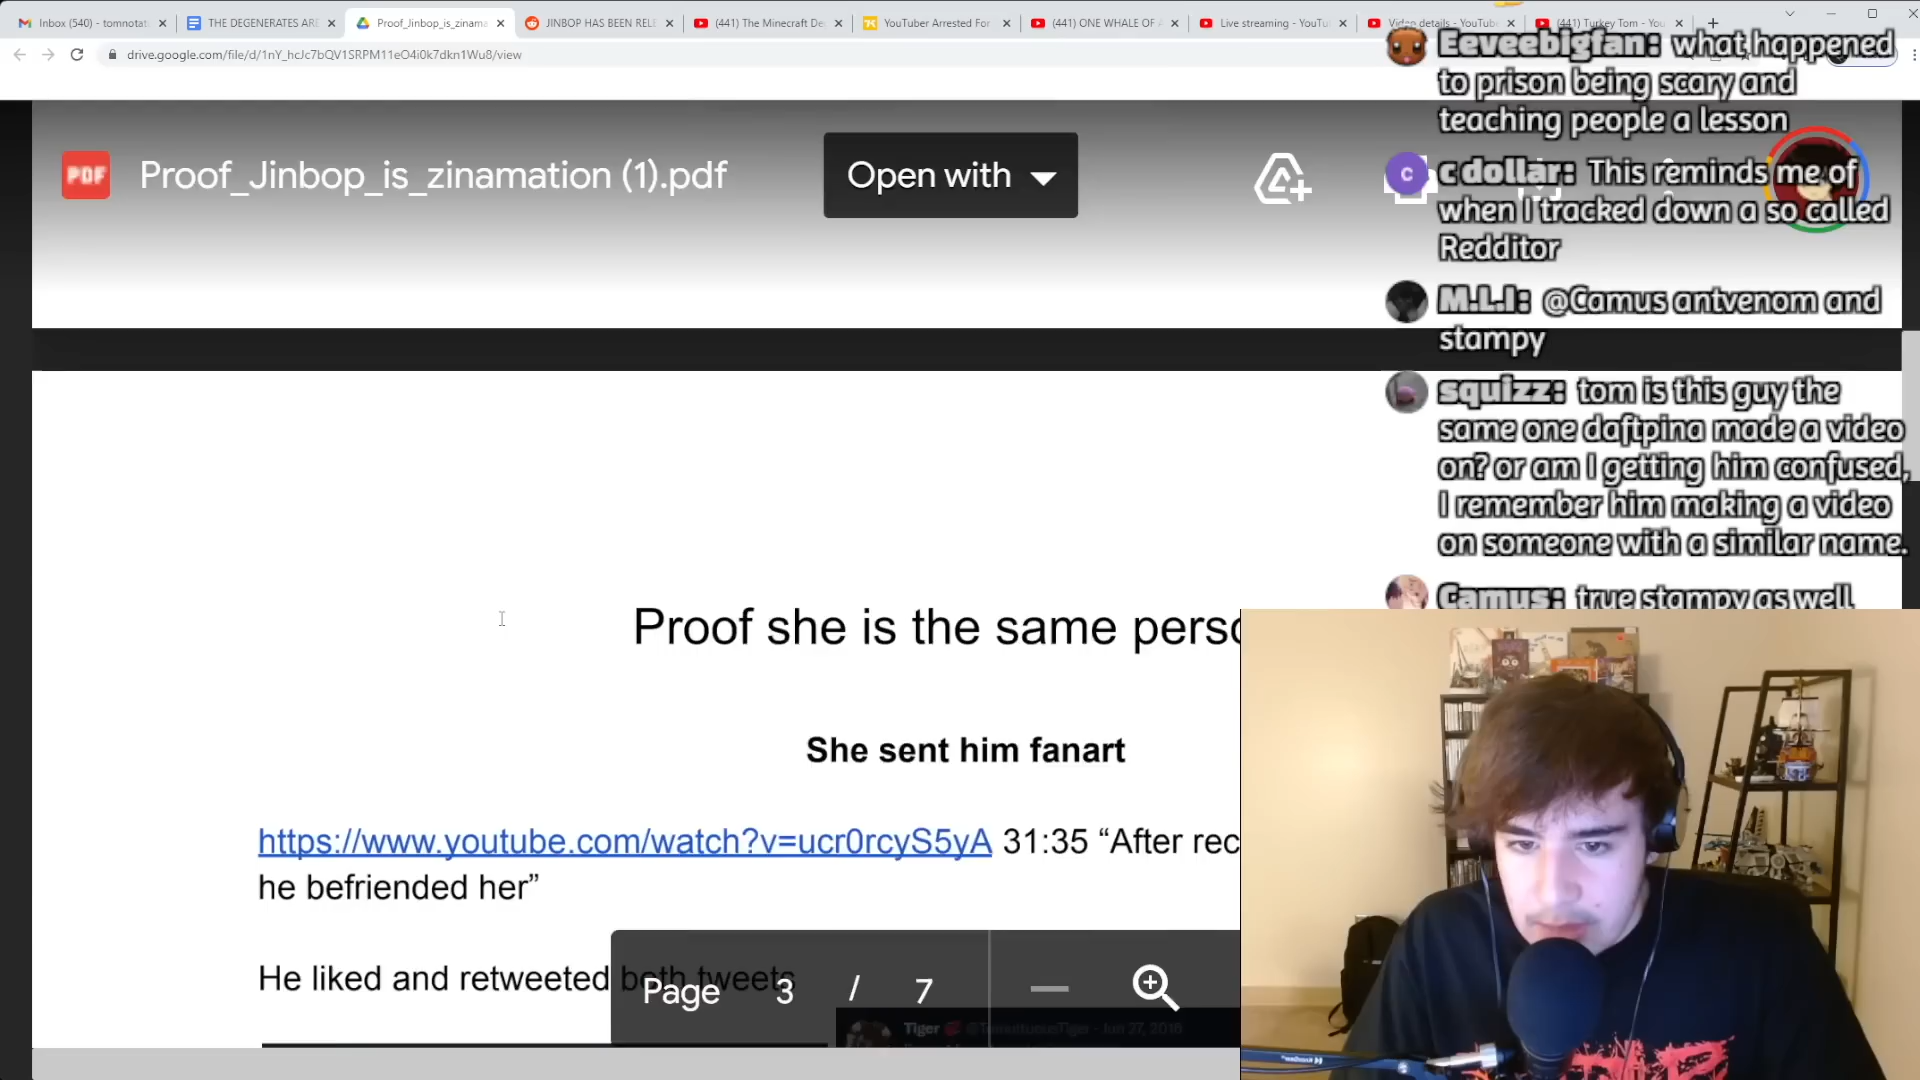 Inbox (540) - tomnotat
THE DEGENERATES ARE
Proof_Jinbop_is_zinama
JINBOP HAS BEEN REL
(441) The Minecraft De
YouTuber Arrested For
(441) ONE WHALE OF
Live streaming - YouTu
Video details - YouTub
(441) Turkey Tom - You
drive.google.com/file/d/1nY_hcJc7bQV1SRPM11eO4i0k7dkn1Wu8/view
PDF
Proof_Jinbop_is_zinamation (1).pdf
Open with
Eeveebigfan: what happened
to prison being scary and
teaching people a lesson
c dollar: This reminds me of
when I tracked down a so called
Redditor
M.L.I: @Camus antvenom and
stampy
squizz: tom is this guy the
same one daftpina made a video
on? or am I getting him confused,
I remember him making a video
on someone with a similar name.
Camus: true stampy as well
Proof she is the same perso
She sent him fanart
https://www.youtube.com/watch?v=ucr0rcyS5yA 31:35 “After rec
he befriended her”
He liked and retweeted both tweets
Page 3 / 7
Tiger
Jun 27, 2016